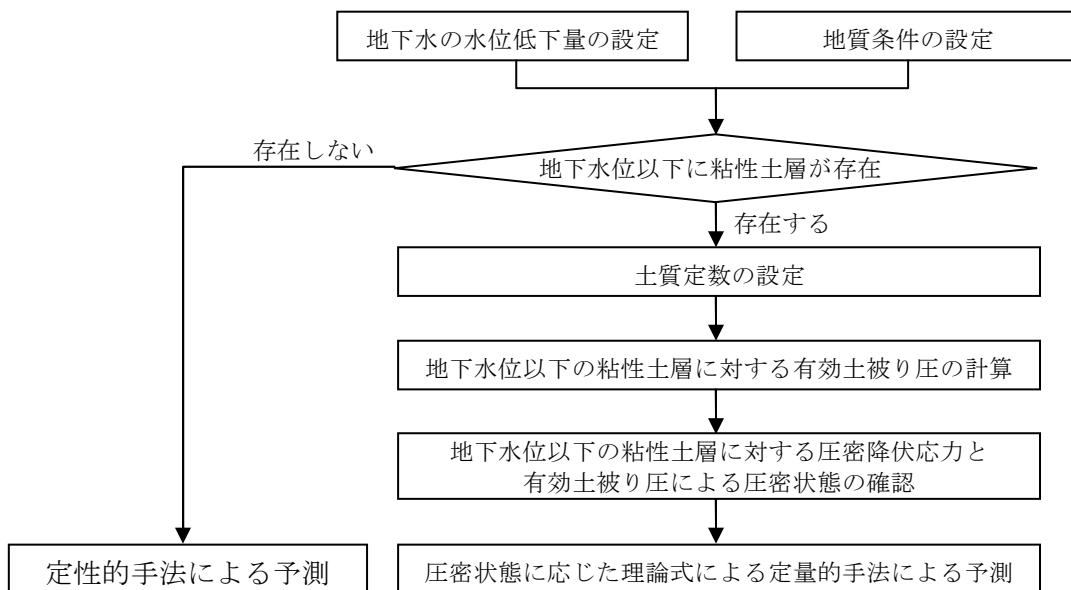 地下水の水位低下量の設定
地質条件の設定
存在しない
地下水位以下に粘性土層が存在
存在する
土質定数の設定
地下水位以下の粘性土層に対する有効土被り圧の計算
地下水位以下の粘性土層に対する圧密降伏応力と
有効土被り圧による圧密状態の確認
定性的手法による予測
圧密状態に応じた理論式による定量的手法による予測